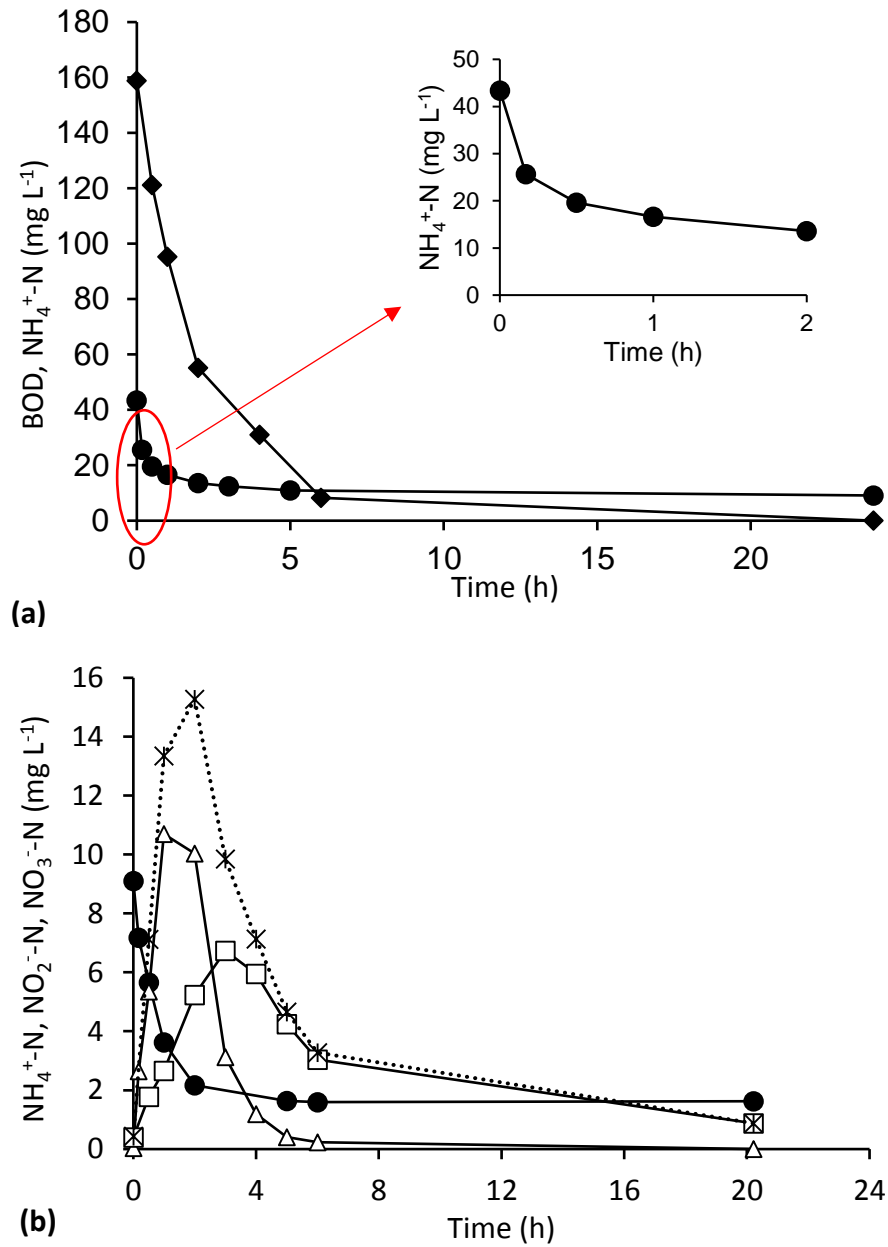 BOD, NH₄⁺-N (mg L⁻¹)
180
160
140
120
100
80
60
40
20
0
0 5 10 15 20
Time (h)
NH₄⁺-N (mg L⁻¹)
50
40
30
20
10
0
0 1 2
Time (h)
(a)
NH₄⁺-N, NO₂⁻-N, NO₃⁻-N (mg L⁻¹)
16
14
12
10
8
6
4
2
0
0 4 8 12 16 20 24
Time (h)
(b)